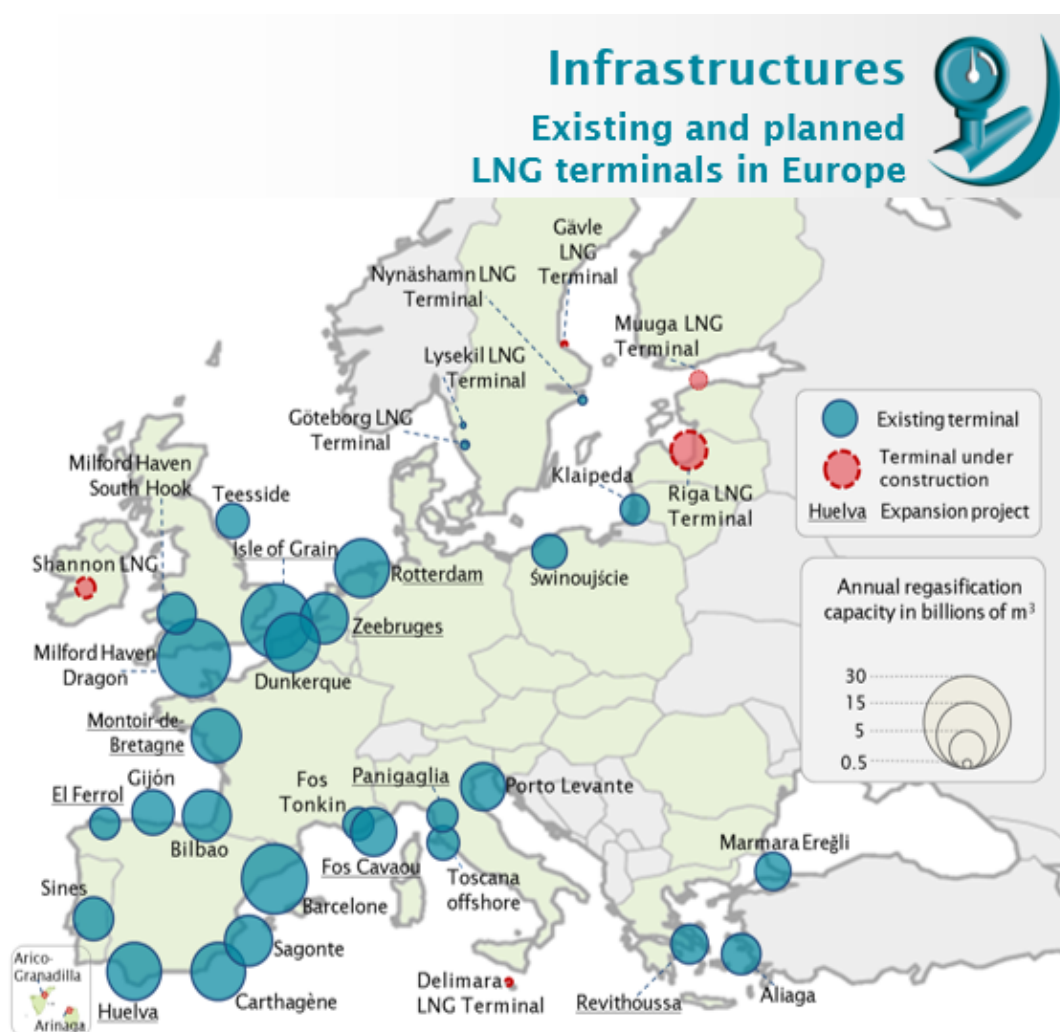 Infrastructures
Existing and planned
LNG terminals in Europe
Gävle
LNG
Terminal
Nynäshamn LNG
Terminal
Muuga LNG
Terminal
Lysekil LNG
Terminal
Göteborg LNG
Terminal
Milford Haven
South Hook
Teesside
Klaipeda
Riga LNG
Terminal
Isle of Grain
Shannon LNG
Rotterdam
Świnoujście
Zeebruges
Milford Haven
Dragon
Dunkerque
Montoir-de-
Bretagne
Gijón
El Ferrol
Bilbao
Fos
Tonkin
Panigaglia
Porto Levante
Fos Cavaou
Toscana
offshore
Marmara Ereğli
Sines
Barcelone
Sagonte
Arico-
Granadilla
Arinaga
Huelva
Carthagène
Delimara
LNG Terminal
Revithoussa
Aliaga
Existing terminal
Terminal under
construction
Huelva Expansion project
Annual regasification
capacity in billions of m³
30
15
5
0.5